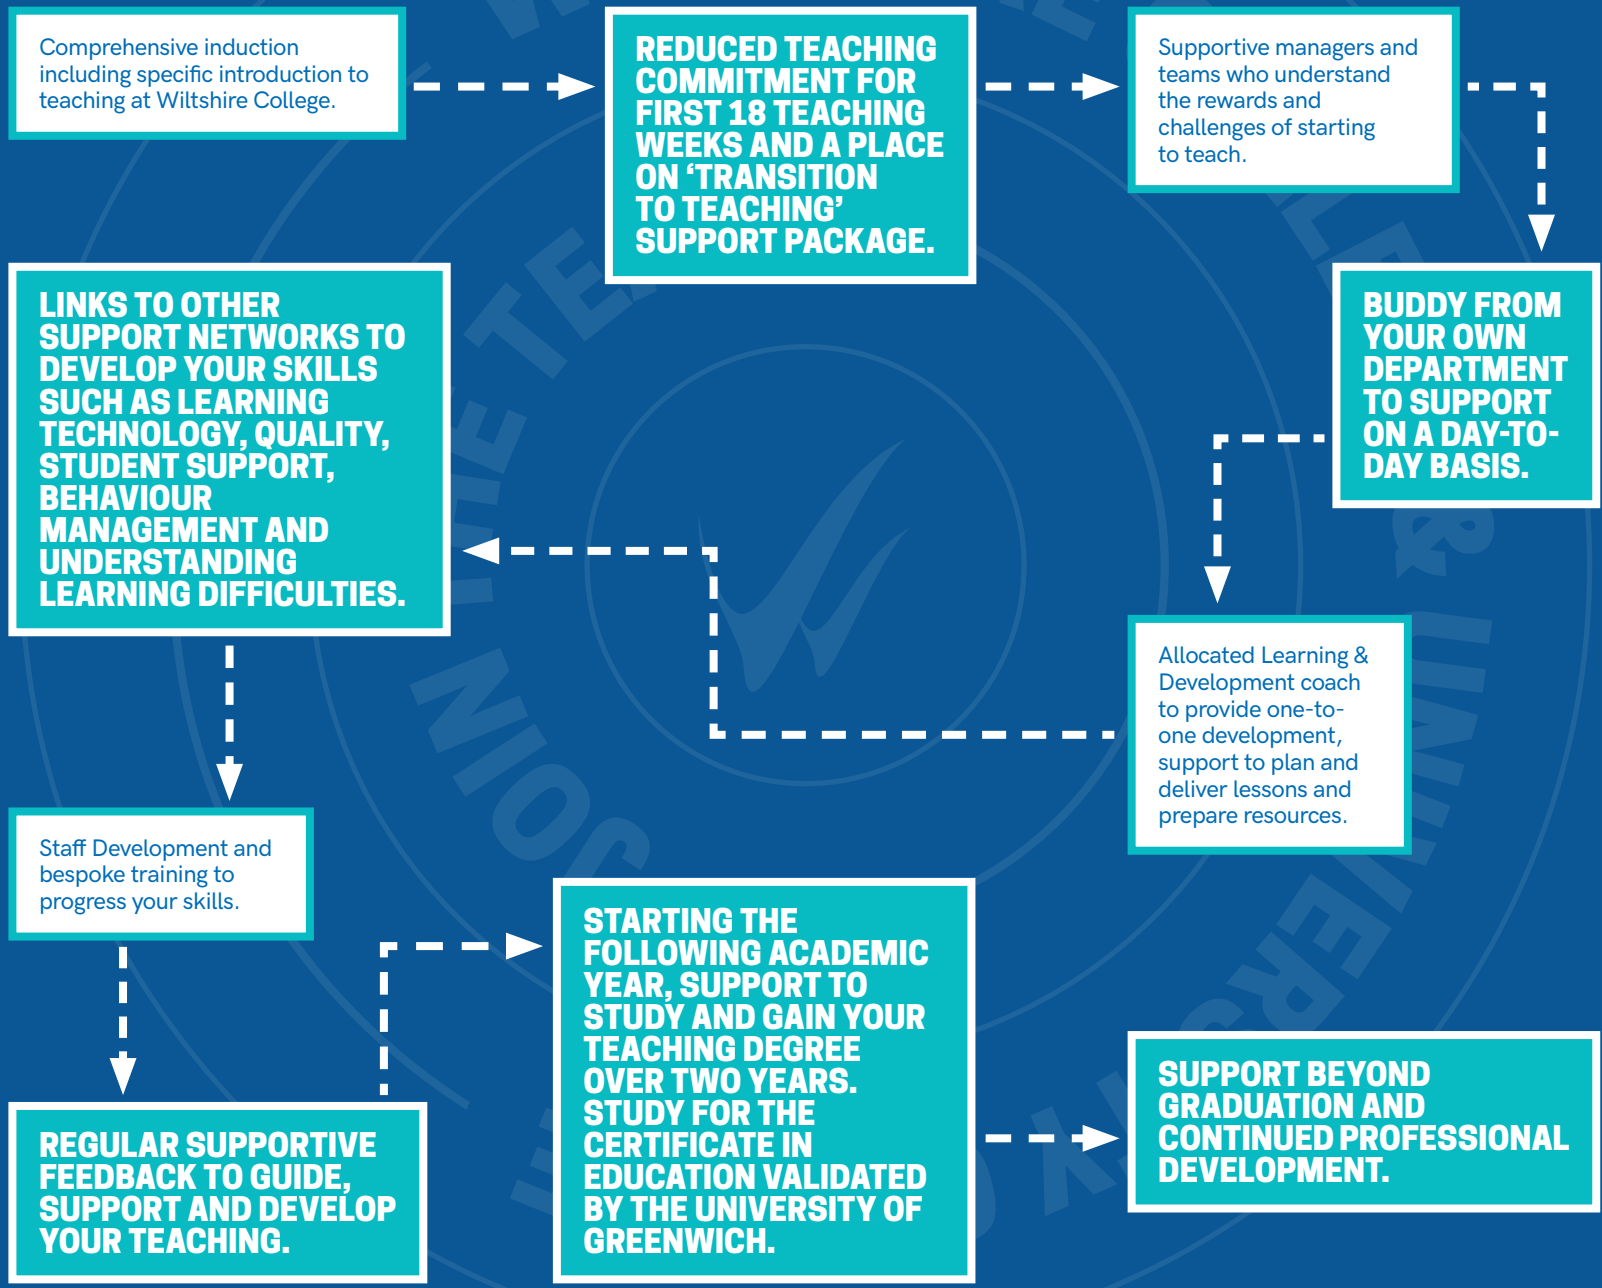 Comprehensive induction
including specific introduction to
teaching at Wiltshire College.
REDUCED TEACHING
COMMITMENT FOR
FIRST 18 TEACHING
WEEKS AND A PLACE
ON ‘TRANSITION
TO TEACHING’
SUPPORT PACKAGE.
Supportive managers and
teams who understand
the rewards and
challenges of starting
to teach.
BUDDY FROM
YOUR OWN
DEPARTMENT
TO SUPPORT
ON A DAY-TO-
DAY BASIS.
Allocated Learning &
Development coach
to provide one-to-
one development,
support to plan and
deliver lessons and
prepare resources.
LINKS TO OTHER
SUPPORT NETWORKS TO
DEVELOP YOUR SKILLS
SUCH AS LEARNING
TECHNOLOGY, QUALITY,
STUDENT SUPPORT,
BEHAVIOUR
MANAGEMENT AND
UNDERSTANDING
LEARNING DIFFICULTIES.
Staff Development and
bespoke training to
progress your skills.
REGULAR SUPPORTIVE
FEEDBACK TO GUIDE,
SUPPORT AND DEVELOP
YOUR TEACHING.
STARTING THE
FOLLOWING ACADEMIC
YEAR, SUPPORT TO
STUDY AND GAIN YOUR
TEACHING DEGREE
OVER TWO YEARS.
STUDY FOR THE
CERTIFICATE IN
EDUCATION VALIDATED
BY THE UNIVERSITY OF
GREENWICH.
SUPPORT BEYOND
GRADUATION AND
CONTINUED PROFESSIONAL
DEVELOPMENT.
JOIN THE TEA